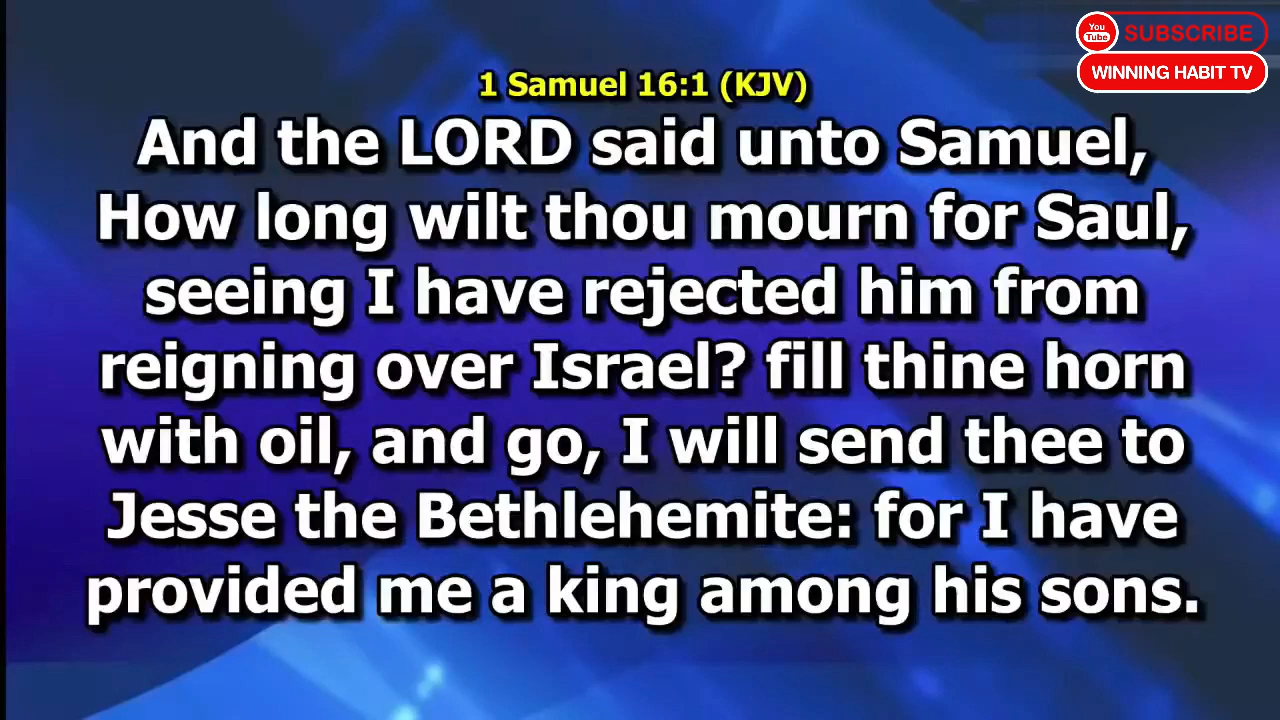 You
Tube
SUBSCRIBE
WINNING HABIT TV
1 Samuel 16:1 (KJV)
And the LORD said unto Samuel,
How long wilt thou mourn for Saul,
seeing I have rejected him from
reigning over Israel? fill thine horn
with oil, and go, I will send thee to
Jesse the Bethlehemite: for I have
provided me a king among his sons.